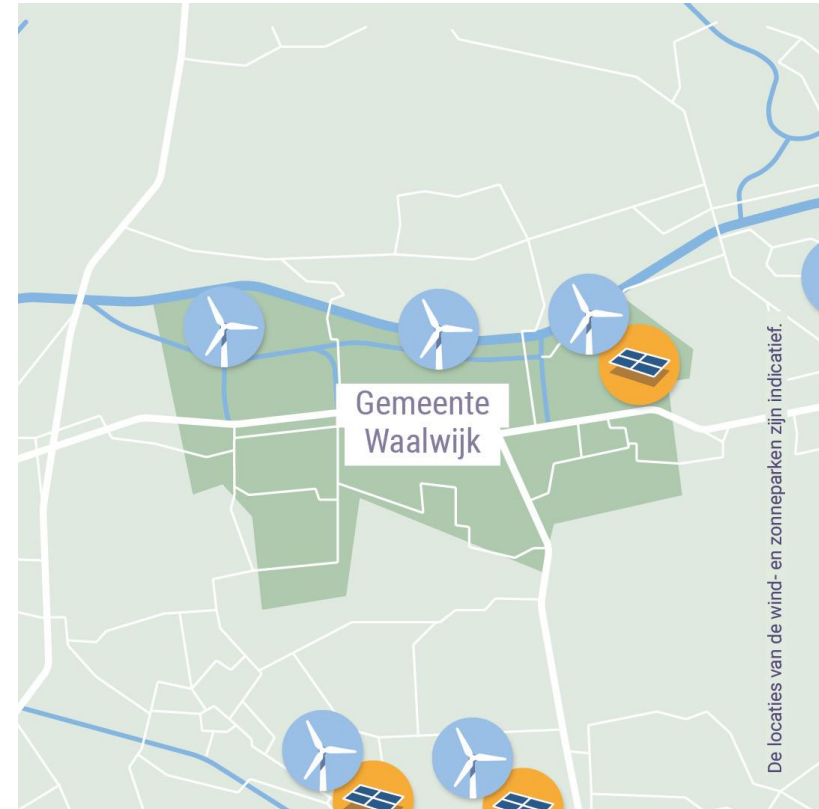 Gemeente
Waalwijk
De locaties van de wind- en zonneparken zijn indicatief.